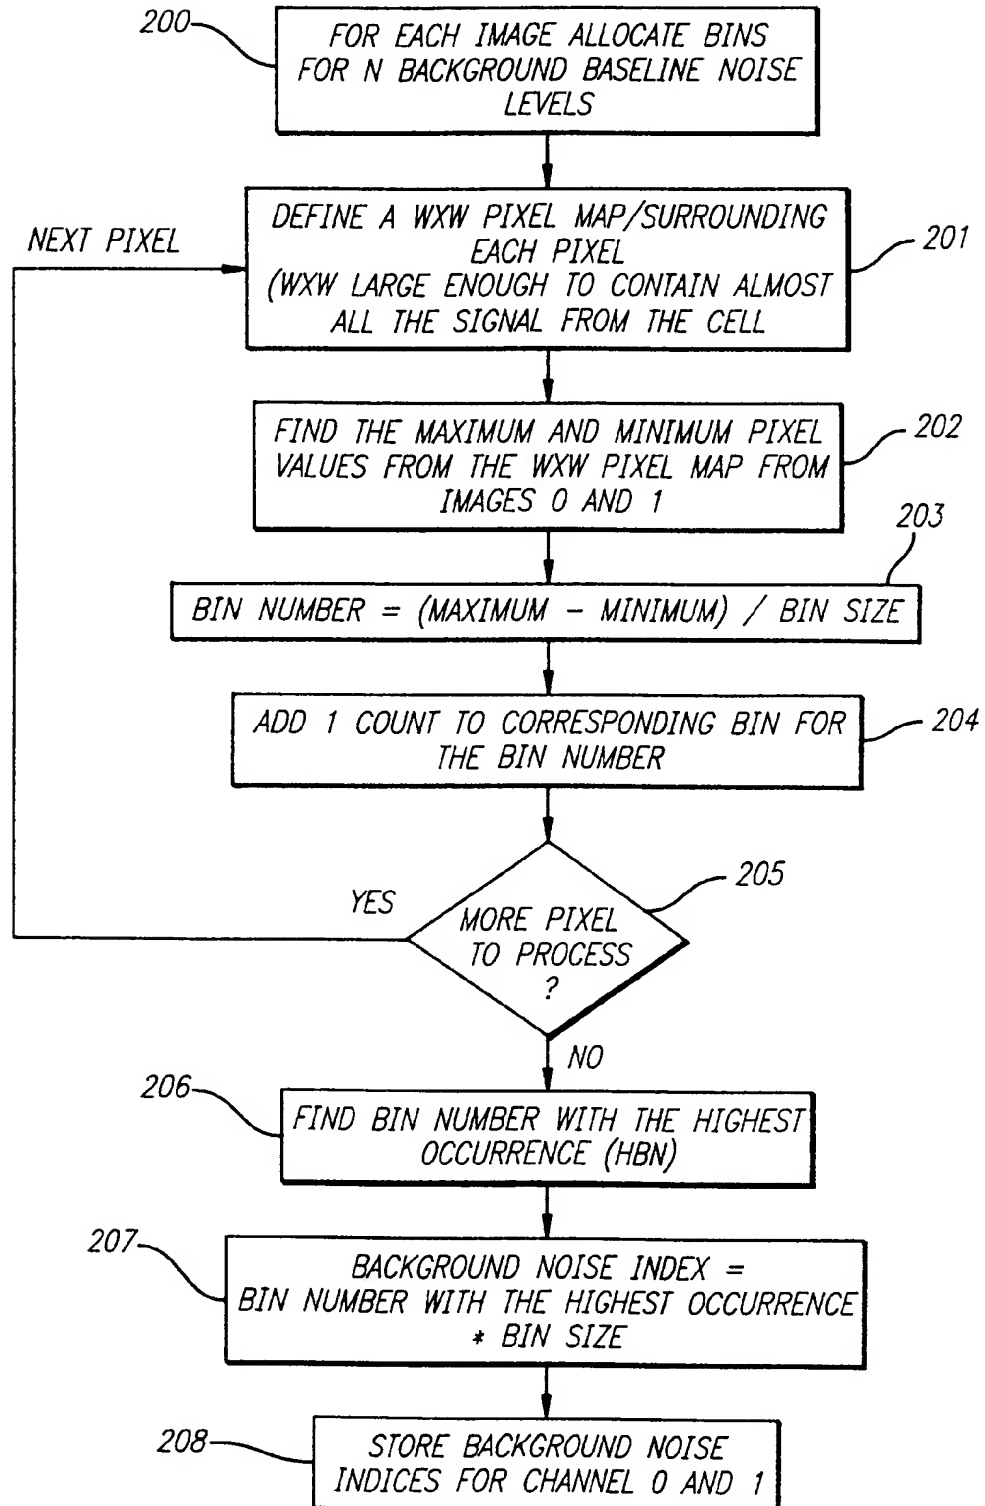 200
FOR EACH IMAGE ALLOCATE BINS
FOR N BACKGROUND BASELINE NOISE
LEVELS
DEFINE A WXW PIXEL MAP/SURROUNDING
EACH PIXEL
(WXW LARGE ENOUGH TO CONTAIN ALMOST
ALL THE SIGNAL FROM THE CELL
201
NEXT PIXEL
FIND THE MAXIMUM AND MINIMUM PIXEL
VALUES FROM THE WXW PIXEL MAP FROM
IMAGES 0 AND 1
202
203
BIN NUMBER = (MAXIMUM - MINIMUM) / BIN SIZE
ADD 1 COUNT TO CORRESPONDING BIN FOR
THE BIN NUMBER
204
205
YES
MORE PIXEL
TO PROCESS
?
NO
206
FIND BIN NUMBER WITH THE HIGHEST
OCCURRENCE (HBN)
207
BACKGROUND NOISE INDEX =
BIN NUMBER WITH THE HIGHEST OCCURRENCE
* BIN SIZE
208
STORE BACKGROUND NOISE
INDICES FOR CHANNEL 0 AND 1